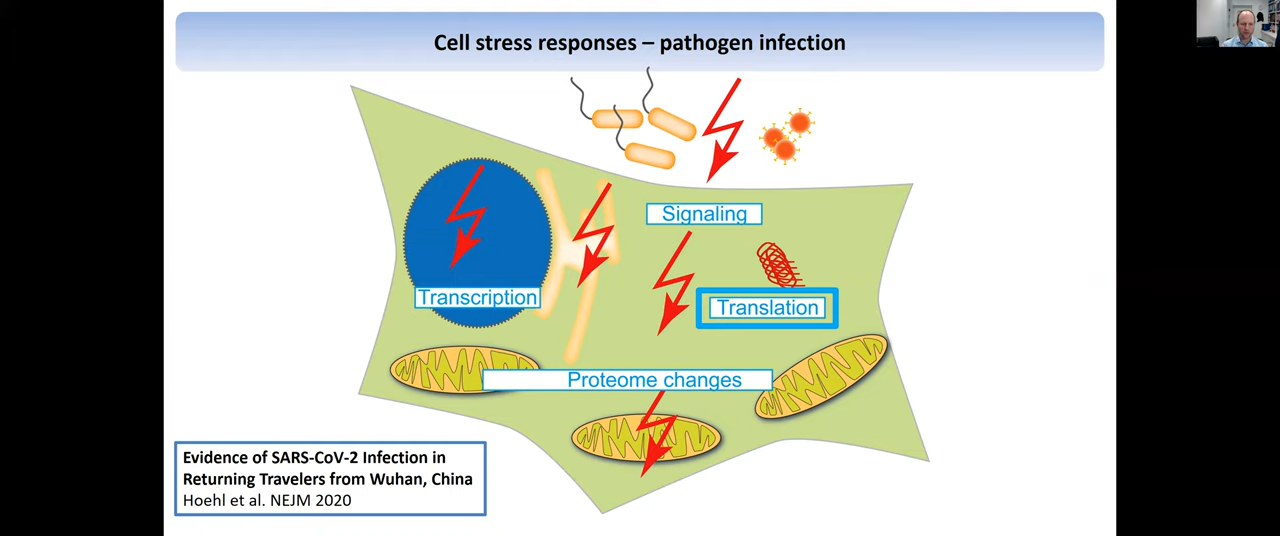 Cell stress responses – pathogen infection
Signaling
Transcription
Translation
Proteome changes
Evidence of SARS-CoV-2 Infection in
Returning Travelers from Wuhan, China
Hoehl et al. NEJM 2020